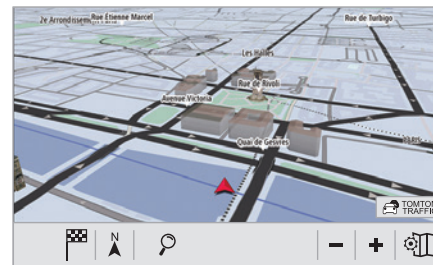 2e Arrondissem
Rue Etienne Marcel
Rue de Turbigo
Les Halles
Rue de Rivoli
Avenue Victoria
Quai de Gesvres
TOMTOM
TRAFFIC
N